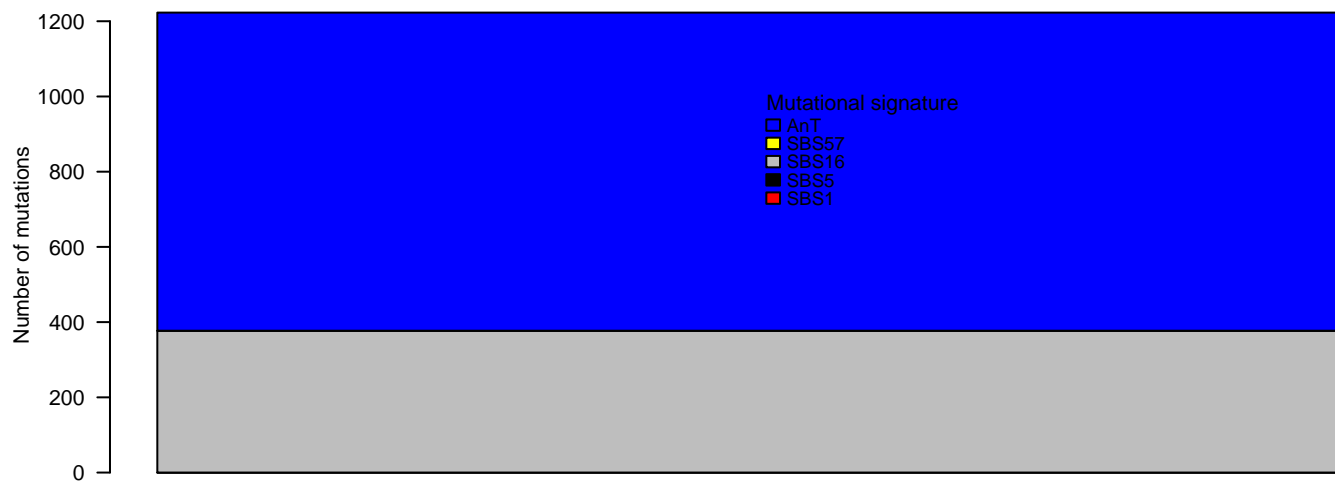 1200
1000
800
600
400
200
0
Number of mutations
Mutational signature
AnT
SBS57
SBS16
SBS5
SBS1